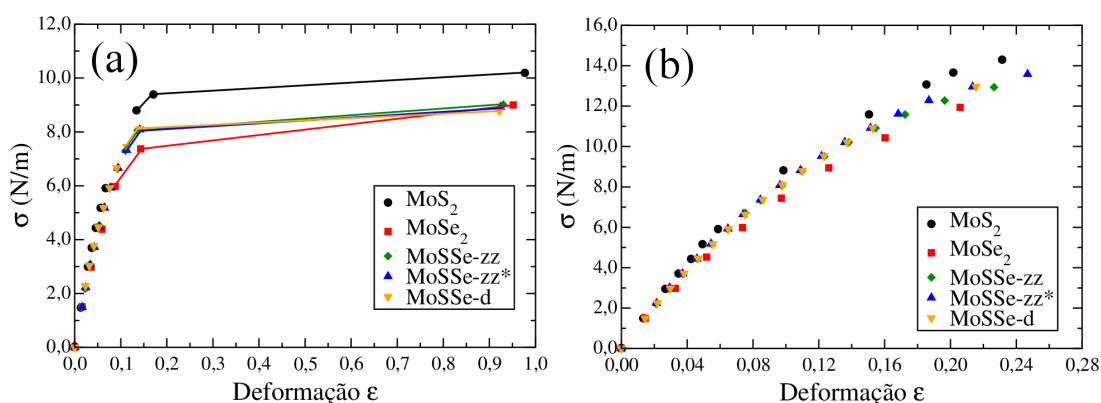 (a)
12,0
10,0
8,0
6,0
4,0
2,0
0,0
σ (N/m)
0,0 0,1 0,2 0,3 0,4 0,5 0,6 0,7 0,8 0,9 1,0
Deformação ε
MoS₂
MoSe₂
MoSSe-zz
MoSSe-zz*
MoSSe-d
(b)
16,0
14,0
12,0
10,0
8,0
6,0
4,0
2,0
0,0
σ (N/m)
0,00 0,04 0,08 0,12 0,16 0,20 0,24 0,28
Deformação ε
MoS₂
MoSe₂
MoSSe-zz
MoSSe-zz*
MoSSe-d